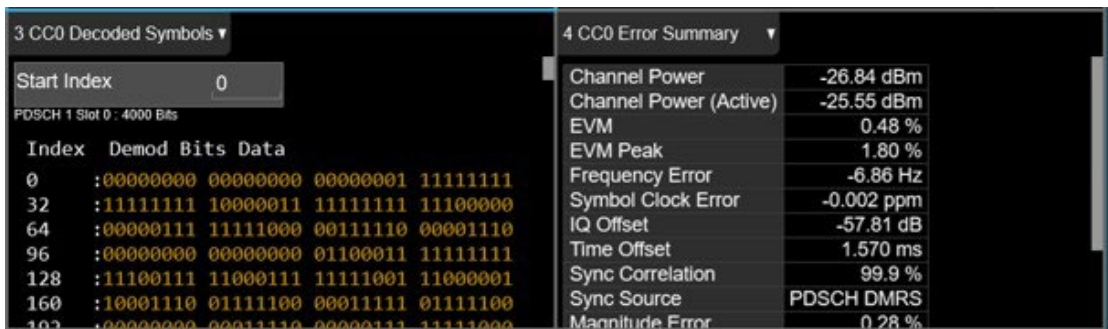 3 CC0 Decoded Symbols ▾
Start Index 0
PDSCH 1 Slot 0 : 4000 Bits
Index Demod Bits Data
0 :00000000 00000000 00000001 11111111
32 :11111111 10000011 11111111 11100000
64 :00000111 11111000 00111110 00001110
96 :00000000 00000000 01100011 11111111
128 :11100111 11000111 11111001 11000001
160 :10001110 01111100 00011111 01111100
192 :00000000 00011110 00000111 11111000
4 CC0 Error Summary ▾
Channel Power -26.84 dBm
Channel Power (Active) -25.55 dBm
EVM 0.48 %
EVM Peak 1.80 %
Frequency Error -6.86 Hz
Symbol Clock Error -0.002 ppm
IQ Offset -57.81 dB
Time Offset 1.570 ms
Sync Correlation 99.9 %
Sync Source PDSCH DMRS
Magnitude Error 0.28 %